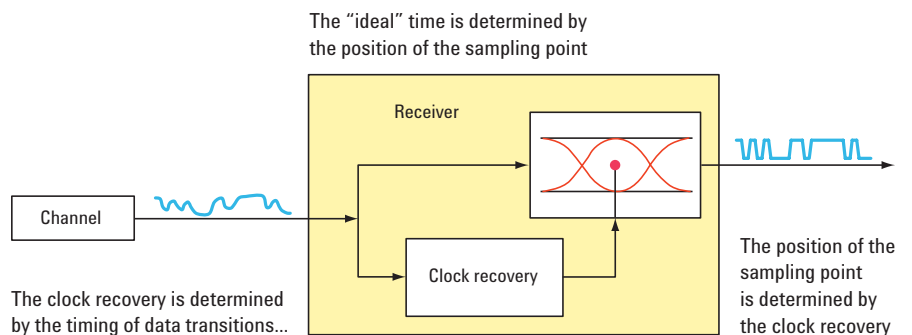 The “ideal” time is determined by
the position of the sampling point
Receiver
Channel
Clock recovery
The clock recovery is determined
by the timing of data transitions...
The position of the
sampling point
is determined by
the clock recovery